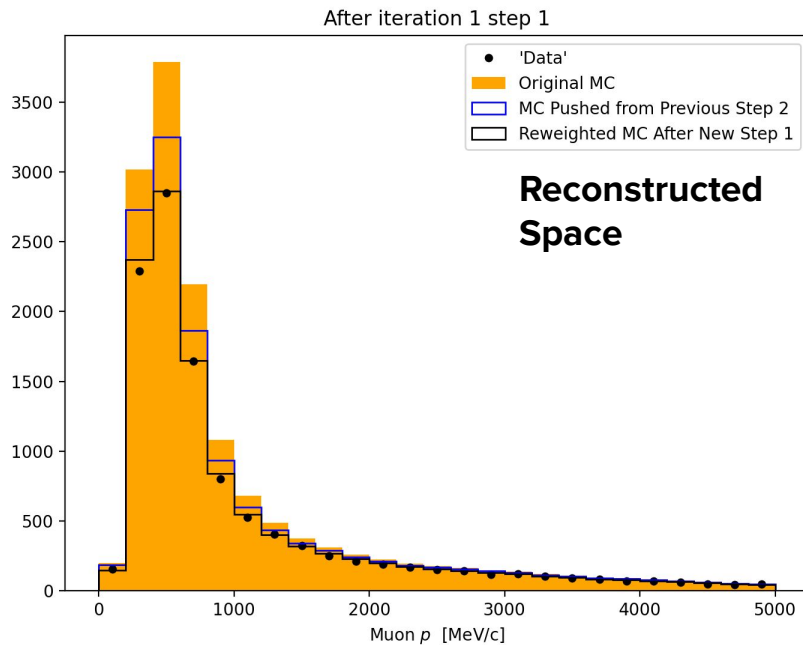 After iteration 1 step 1
'Data'
Original MC
MC Pushed from Previous Step 2
Reweighted MC After New Step 1
Reconstructed
Space
3500
3000
2500
2000
1500
1000
500
0
0 1000 2000 3000 4000 5000
Muon p [MeV/c]